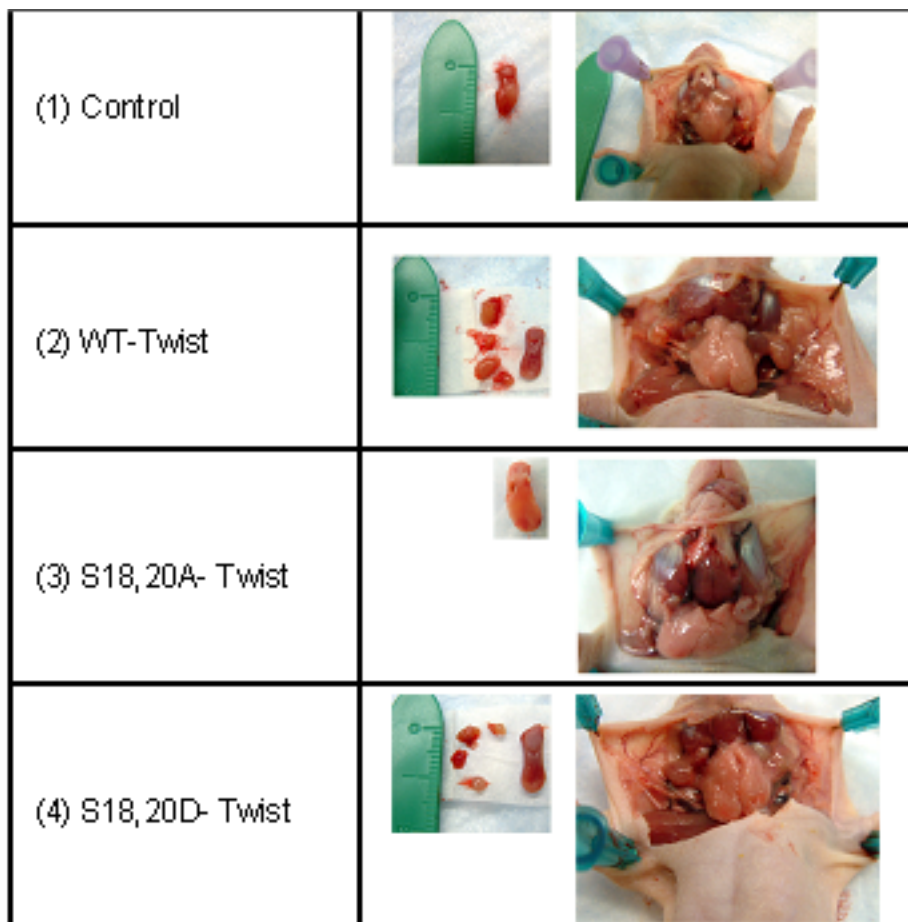 (1) Control
(2) WT-Twist
(3) S18,20A- Twist
(4) S18,20D- Twist